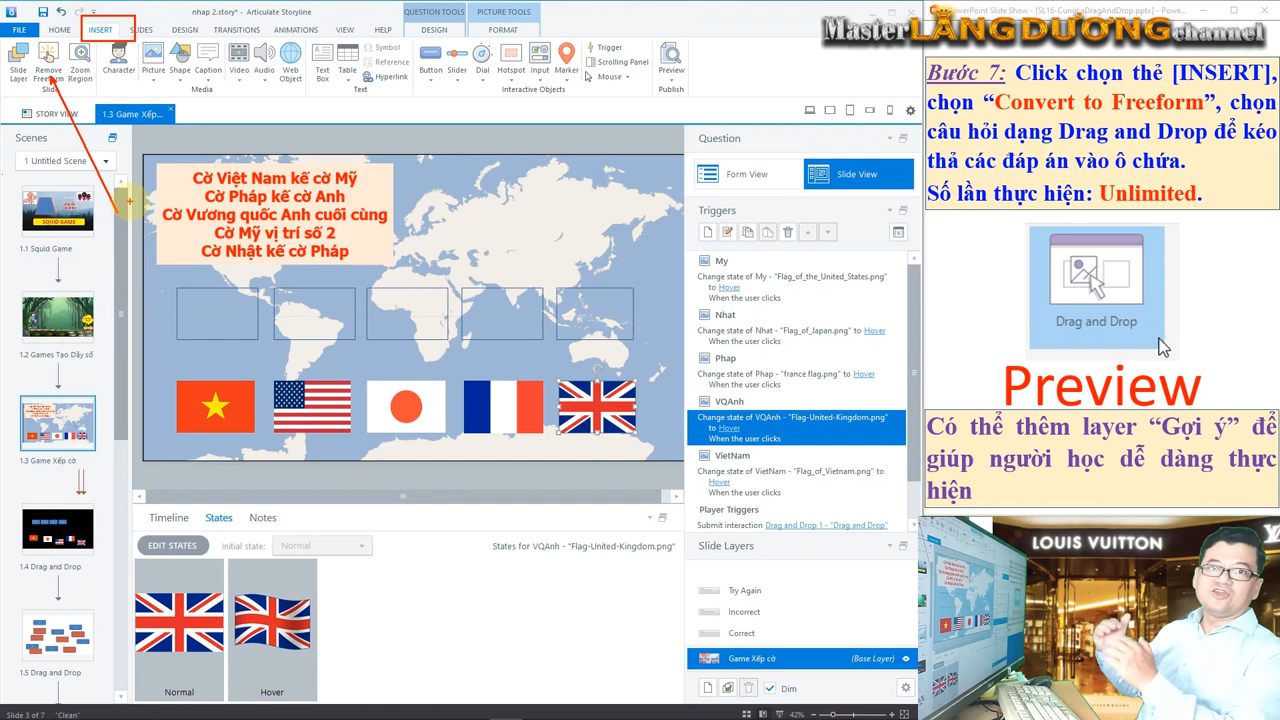 nhap 2.story* - Articulate Storyline
QUESTION TOOLS
PICTURE TOOLS
FILE
HOME
INSERT
SLIDES
DESIGN
TRANSITIONS
ANIMATIONS
VIEW
HELP
DESIGN
FORMAT
Slide Layer
Remove Freeform
Zoom Region
Character
Picture
Shape
Caption
Video
Audio
Web Object
Text Box
Table
Symbol
Reference
Hyperlink
Button
Slider
Dial
Hotspot
Input
Marker
Trigger
Scrolling Panel
Mouse
Preview
Slide
Media
Text
Interactive Objects
Publish
STORY VIEW
1.3 Game Xếp...
Scenes
1 Untitled Scene
SQUID GAME
1.1 Squid Game
1.2 Games Tạo Dãy số
1.3 Game Xếp cờ
1.4 Drag and Drop
1.5 Drag and Drop
Cờ Việt Nam kế cờ Mỹ
Cờ Pháp kế cờ Anh
Cờ Vương quốc Anh cuối cùng
Cờ Mỹ vị trí số 2
Cờ Nhật kế cờ Pháp
Timeline
States
Notes
EDIT STATES
Initial state:
Normal
States for VQAnh - "Flag-United-Kingdom.png"
Normal
Hover
Question
Form View
Slide View
Triggers
My
Change state of My - "Flag_of_the_United_States.png"
to Hover
When the user clicks
Nhat
Change state of Nhat - "Flag_of_Japan.png" to Hover
When the user clicks
Phap
Change state of Phap - "france flag.png" to Hover
When the user clicks
VQAnh
Change state of VQAnh - "Flag-United-Kingdom.png"
to Hover
When the user clicks
VietNam
Change state of VietNam - "Flag_of_Vietnam.png" to
Hover
When the user clicks
Player Triggers
Submit interaction Drag and Drop 1 - "Drag and Drop"
Slide Layers
Try Again
Incorrect
Correct
Game Xếp cờ
(Base Layer)
Dim
Slide 3 of 7
"Clean"
42%
PowerPoint Slide Show - [SL16-CungLaDragAndDrop.pptx] - Pow...
Master LĂNG DƯƠNG channel
Bước 7: Click chọn thẻ [INSERT],
chọn “Convert to Freeform”, chọn
câu hỏi dạng Drag and Drop để kéo
thả các đáp án vào ô chứa.
Số lần thực hiện: Unlimited.
Drag and Drop
Preview
Có thể thêm layer “Gợi ý” để
giúp người học dễ dàng thực
hiện
LOUIS VUITTON